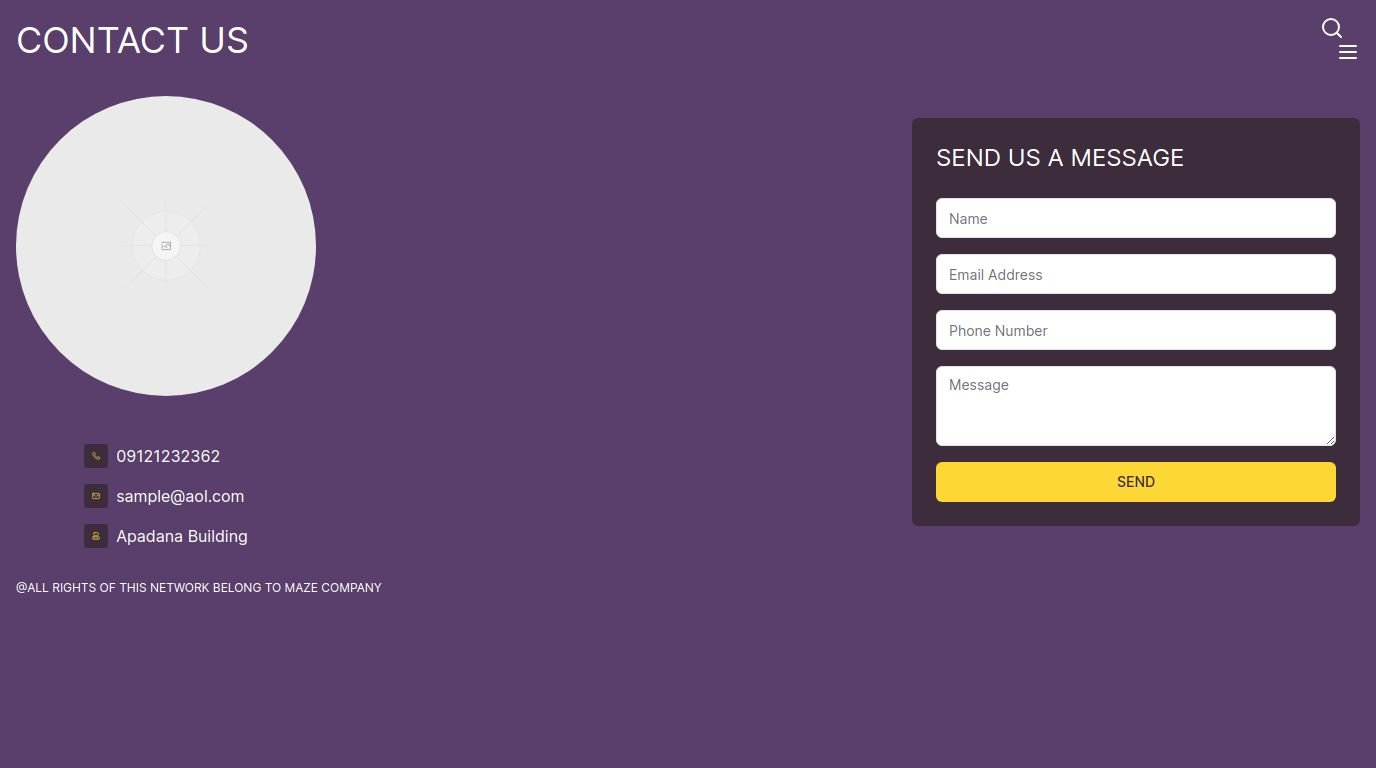 CONTACT US
SEND US A MESSAGE
Name
Email Address
Phone Number
Message
SEND
09121232362
sample@aol.com
Apadana Building
@ALL RIGHTS OF THIS NETWORK BELONG TO MAZE COMPANY